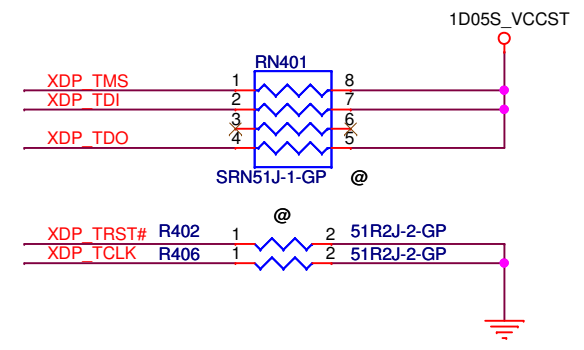 1D05S_VCCST
RN401
XDP_TMS 1 8
XDP_TDI 2 7
3 6
XDP_TDO 4 5
SRN51J-1-GP @
@
XDP_TRST# R402 1 2 51R2J-2-GP
XDP_TCLK R406 1 2 51R2J-2-GP